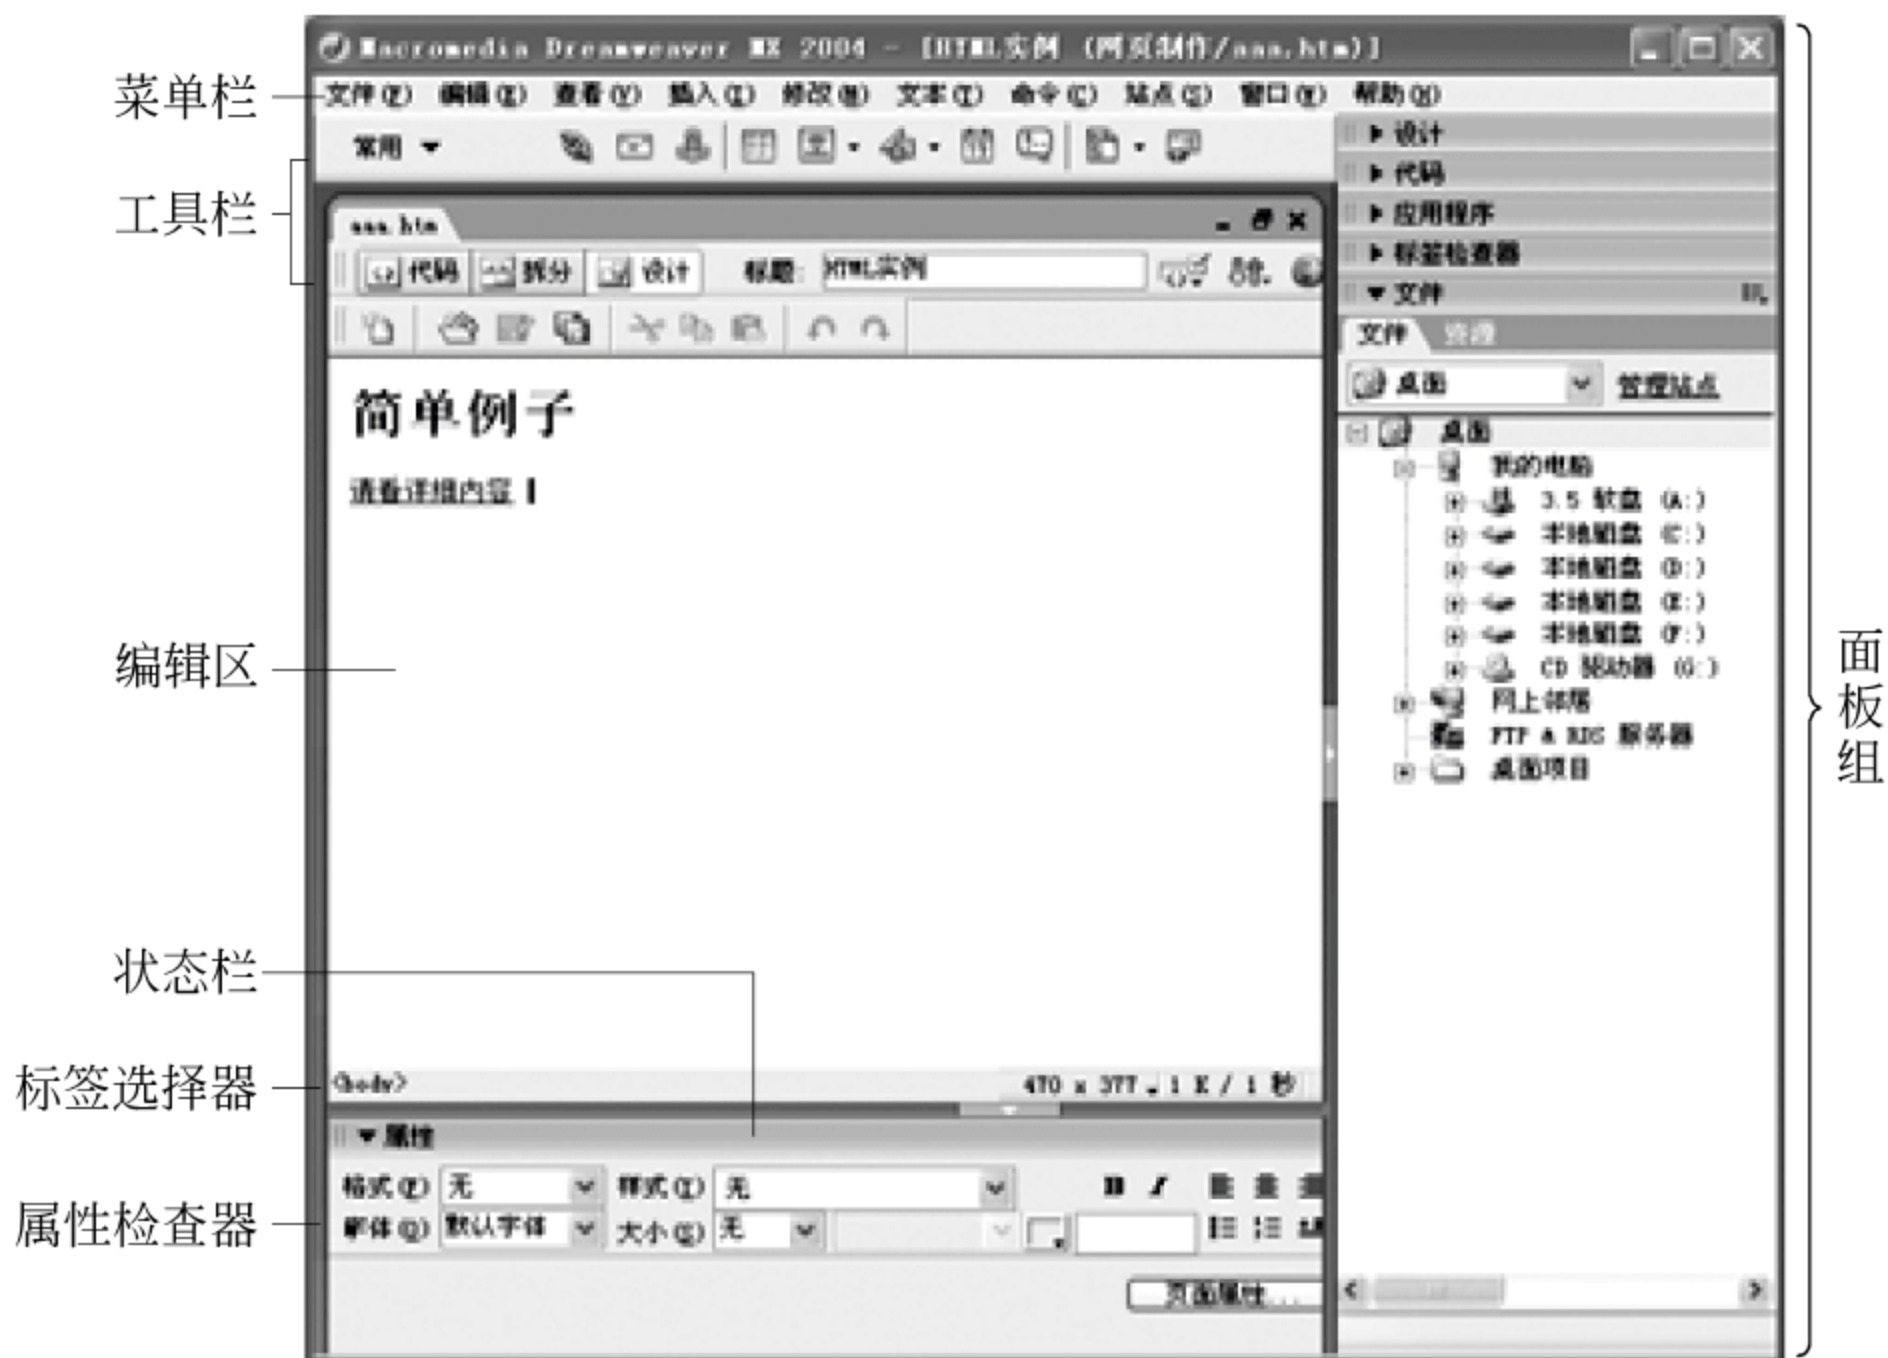 Macromedia Dreamweaver MX 2004 - [HTML实例 (网页制作/aaa.htm)]
菜单栏
文件(F) 编辑(E) 查看(V) 插入(I) 修改(M) 文本(T) 命令(C) 站点(S) 窗口(W) 帮助(H)
常用
工具栏
aaa.htm
代码 拆分 设计 标题: HTML实例
简单例子
请看详细内容
编辑区
状态栏
标签选择器
<body>
470 x 377 1 K / 1 秒
属性
属性检查器
格式(F) 无 样式(T) 无 B I
字体(O) 默认字体 大小(S) 无
页面属性...
设计
代码
应用程序
标签检查器
文件
文件 资源
桌面 管理站点
桌面
我的电脑
3.5 软盘 (A:)
本地磁盘 (C:)
本地磁盘 (D:)
本地磁盘 (E:)
本地磁盘 (F:)
CD 驱动器 (G:)
网上邻居
FTP & RDS 服务器
桌面项目
面板组